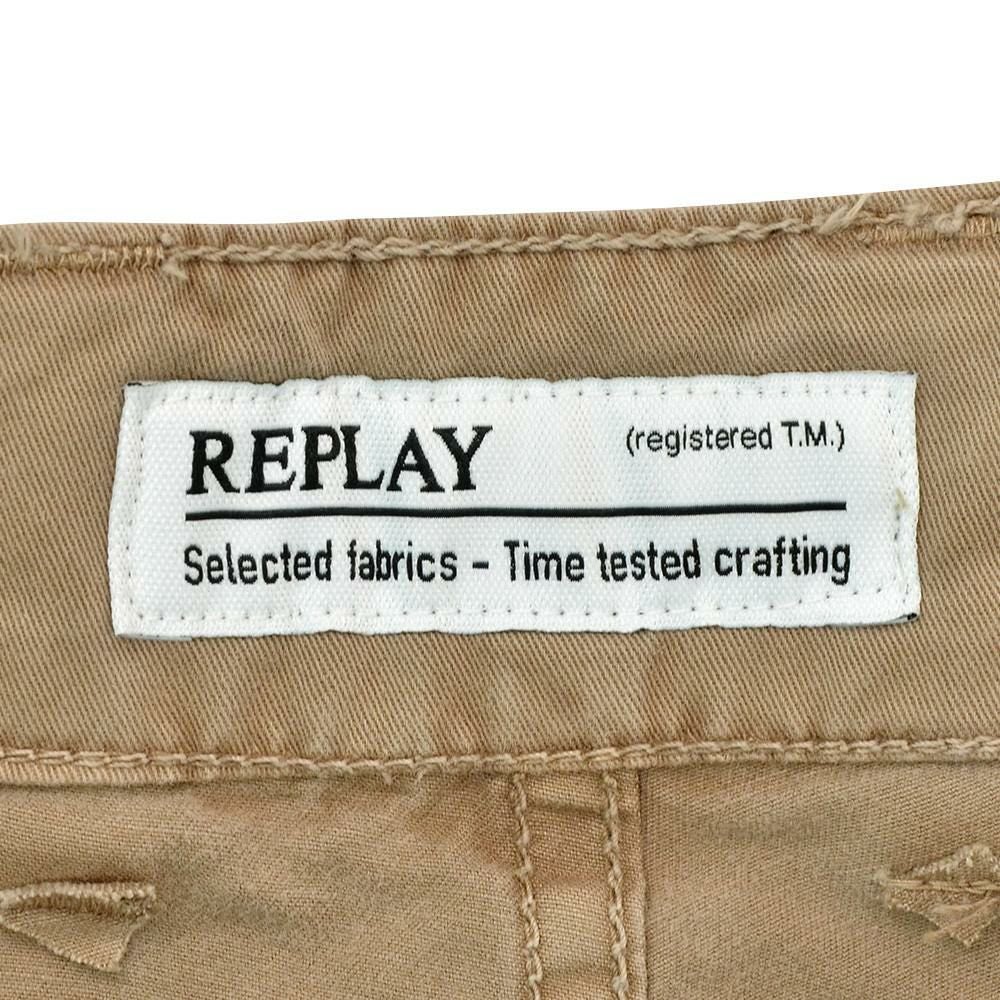 REPLAY (registered T.M.)
Selected fabrics - Time tested crafting